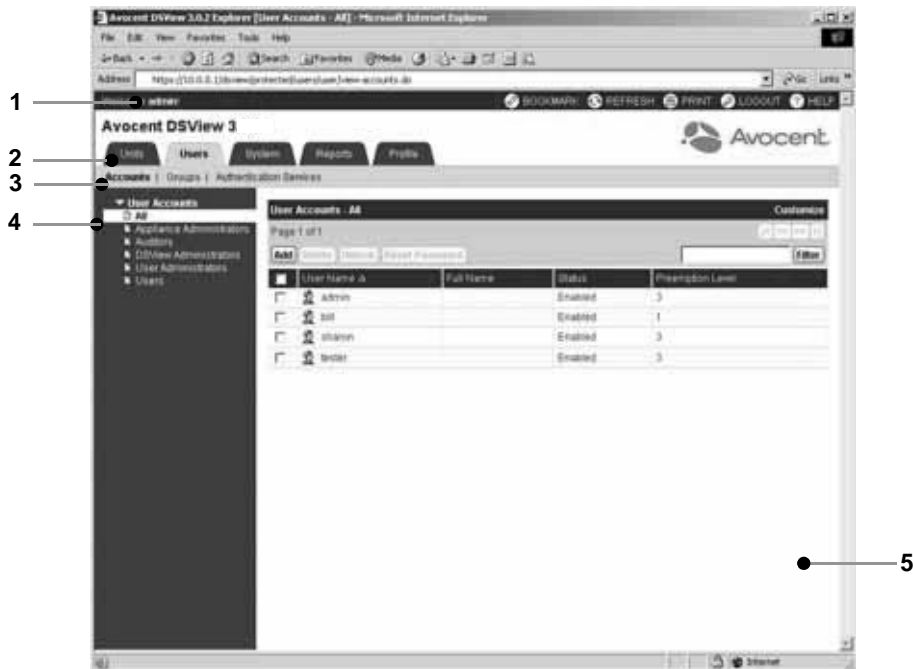 Avocent DSView 3.0.2 Explorer [User Accounts - All] - Microsoft Internet Explorer
File Edit View Favorites Tools Help
Back Search Favorites Media
Address Links
1
admin
BOOKMARK REFRESH PRINT LOGOUT HELP
Avocent DSView 3
Avocent
2
Units Users System Reports Profile
3
Accounts | Groups | Authentication Services
4
User Accounts
All
Appliance Administrators
Auditors
DSView Administrators
User Administrators
Users
User Accounts - All Customize
Page 1 of 1
Add Delete Unlock Reset Password Filter
User Name Full Name Status Preemption Level
admin Enabled 3
bill Enabled 1
sharon Enabled 3
tester Enabled 3
5
Internet